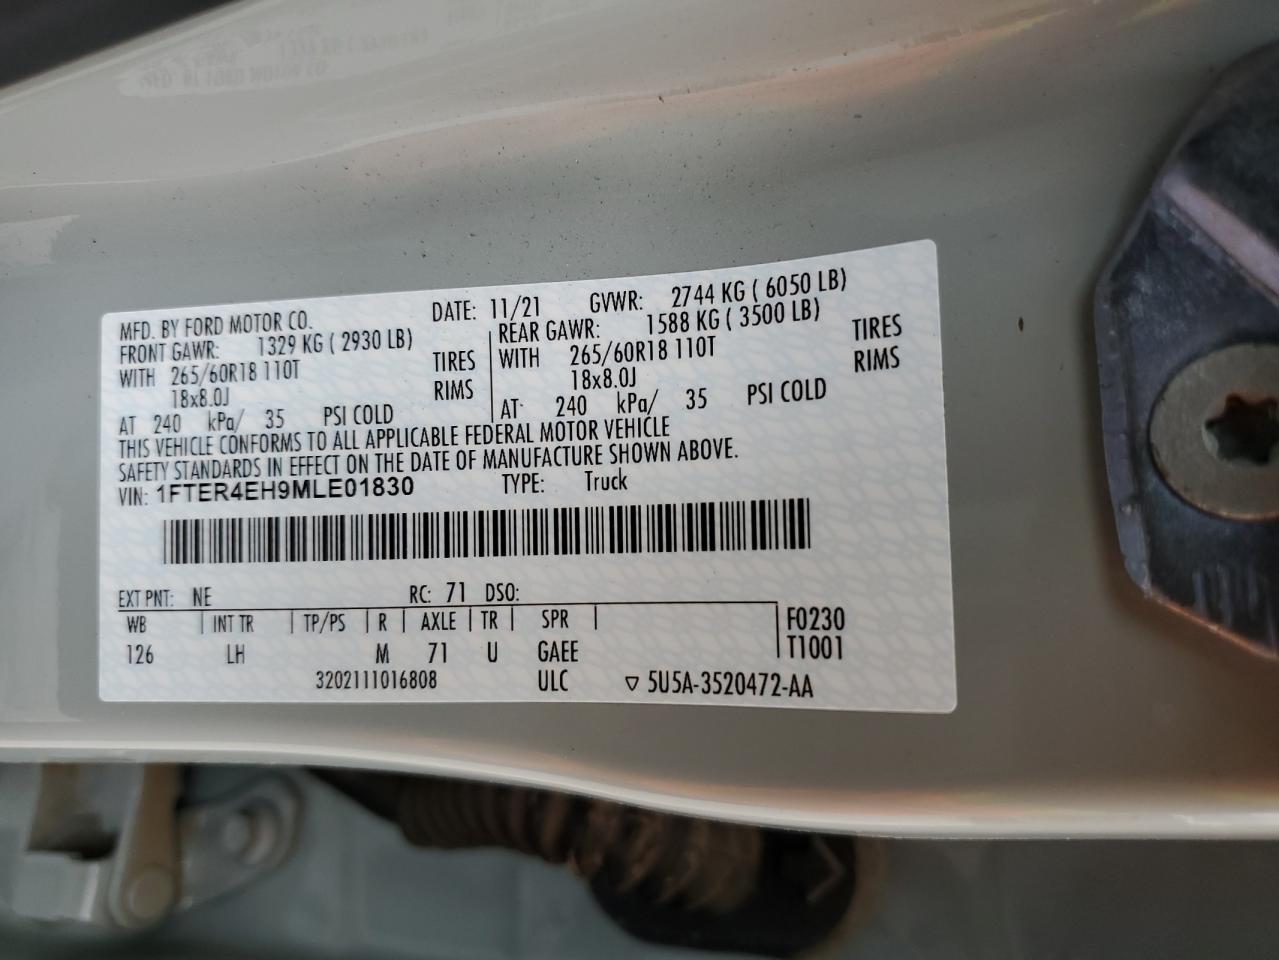 MFD. BY FORD MOTOR CO. DATE: 11/21 GVWR: 2744 KG ( 6050 LB)
FRONT GAWR: 1329 KG ( 2930 LB)
WITH 265/60R18 110T TIRES
18x8.0J RIMS
AT 240 kPa/ 35 PSI COLD
REAR GAWR: 1588 KG ( 3500 LB)
WITH 265/60R18 110T TIRES
18x8.0J RIMS
AT 240 kPa/ 35 PSI COLD
THIS VEHICLE CONFORMS TO ALL APPLICABLE FEDERAL MOTOR VEHICLE
SAFETY STANDARDS IN EFFECT ON THE DATE OF MANUFACTURE SHOWN ABOVE.
VIN: 1FTER4EH9MLE01830 TYPE: Truck
EXT PNT: NE RC: 71 DSO:
WB INT TR TP/PS R AXLE TR SPR F0230
126 LH M 71 U GAEE T1001
3202111016808 ULC ▽ 5U5A-3520472-AA